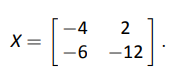 X = [ −4 2
−6 −12 ] .